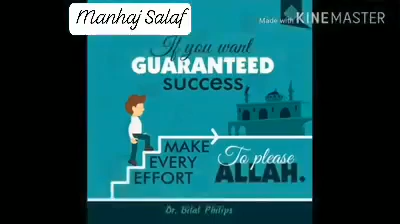 Manhaj Salaf
Made with KINEMASTER
If you want
GUARANTEED
success,
MAKE
EVERY
EFFORT
To please
ALLAH.
Dr. Bilal Philips